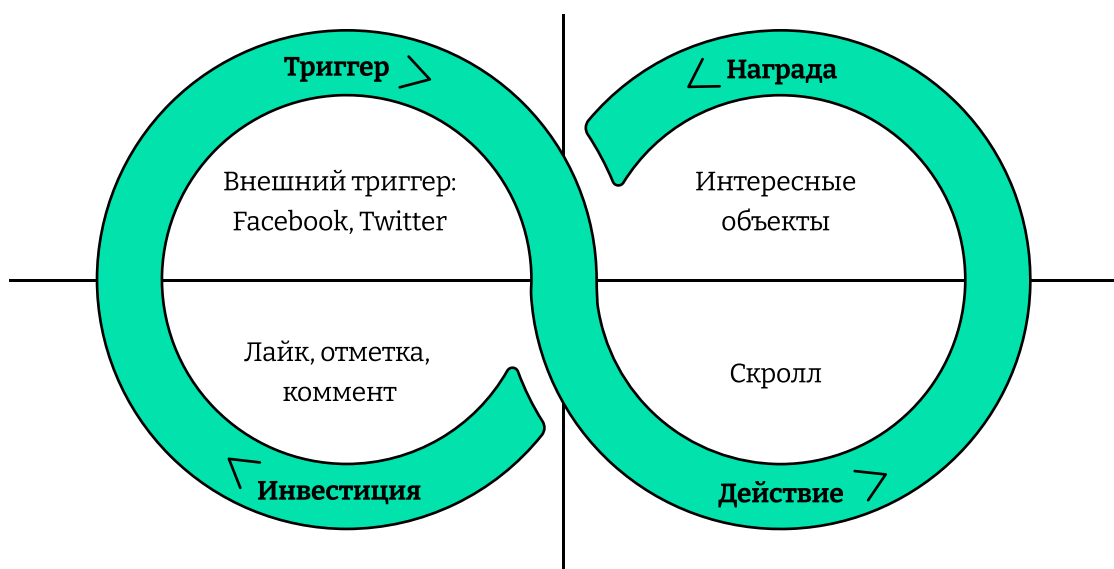 Триггер
Награда
Внешний триггер:
Facebook, Twitter
Интересные
объекты
Лайк, отметка,
коммент
Скролл
Инвестиция
Действие